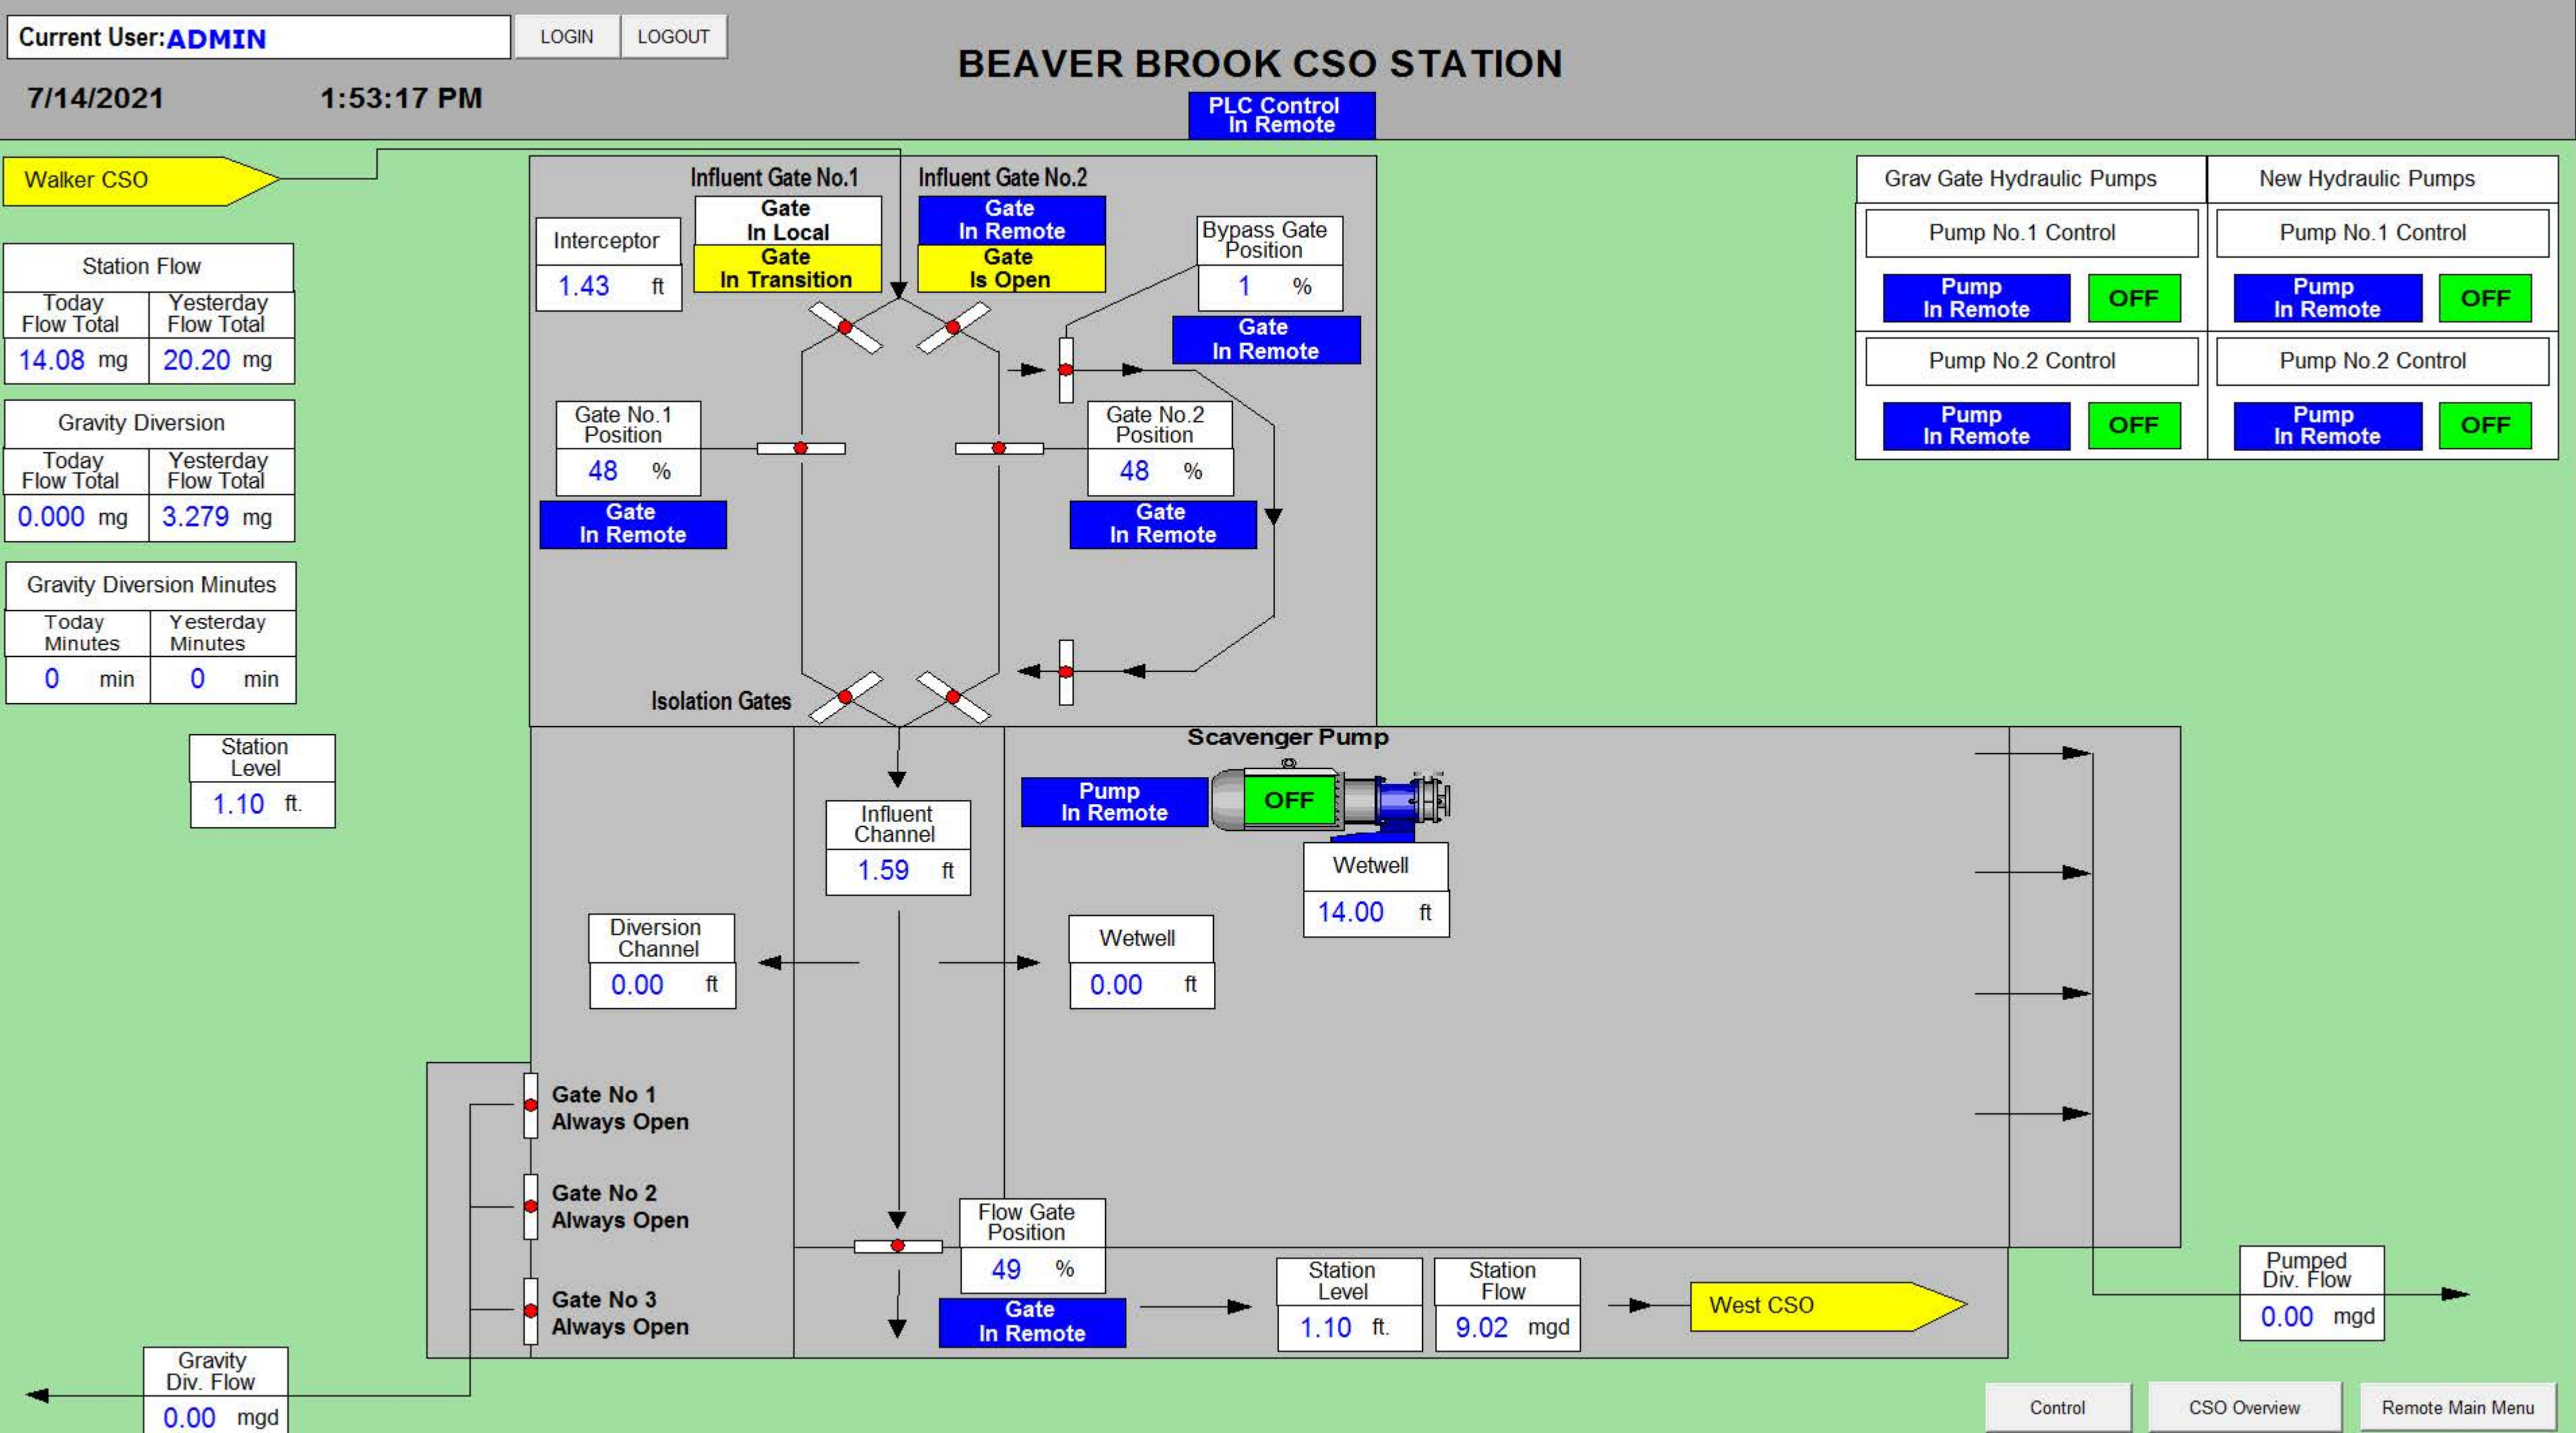 Current User: ADMIN
LOGIN
LOGOUT
7/14/2021
1:53:17 PM
BEAVER BROOK CSO STATION
PLC Control
In Remote
Walker CSO
Station Flow
Today
Flow Total
Yesterday
Flow Total
14.08 mg
20.20 mg
Gravity Diversion
Today
Flow Total
Yesterday
Flow Total
0.000 mg
3.279 mg
Gravity Diversion Minutes
Today
Minutes
Yesterday
Minutes
0 min
0 min
Station
Level
1.10 ft.
Interceptor
1.43 ft
Influent Gate No.1
Gate
In Local
Gate
In Transition
Influent Gate No.2
Gate
In Remote
Gate
Is Open
Bypass Gate
Position
1 %
Gate
In Remote
Gate No.1
Position
48 %
Gate
In Remote
Gate No.2
Position
48 %
Gate
In Remote
Isolation Gates
Grav Gate Hydraulic Pumps
New Hydraulic Pumps
Pump No.1 Control
Pump No.1 Control
Pump
In Remote
OFF
Pump
In Remote
OFF
Pump No.2 Control
Pump No.2 Control
Pump
In Remote
OFF
Pump
In Remote
OFF
Scavenger Pump
Pump
In Remote
OFF
Wetwell
14.00 ft
Influent
Channel
1.59 ft
Diversion
Channel
0.00 ft
Wetwell
0.00 ft
Gate No 1
Always Open
Gate No 2
Always Open
Gate No 3
Always Open
Flow Gate
Position
49 %
Gate
In Remote
Station
Level
1.10 ft.
Station
Flow
9.02 mgd
West CSO
Pumped
Div. Flow
0.00 mgd
Gravity
Div. Flow
0.00 mgd
Control
CSO Overview
Remote Main Menu